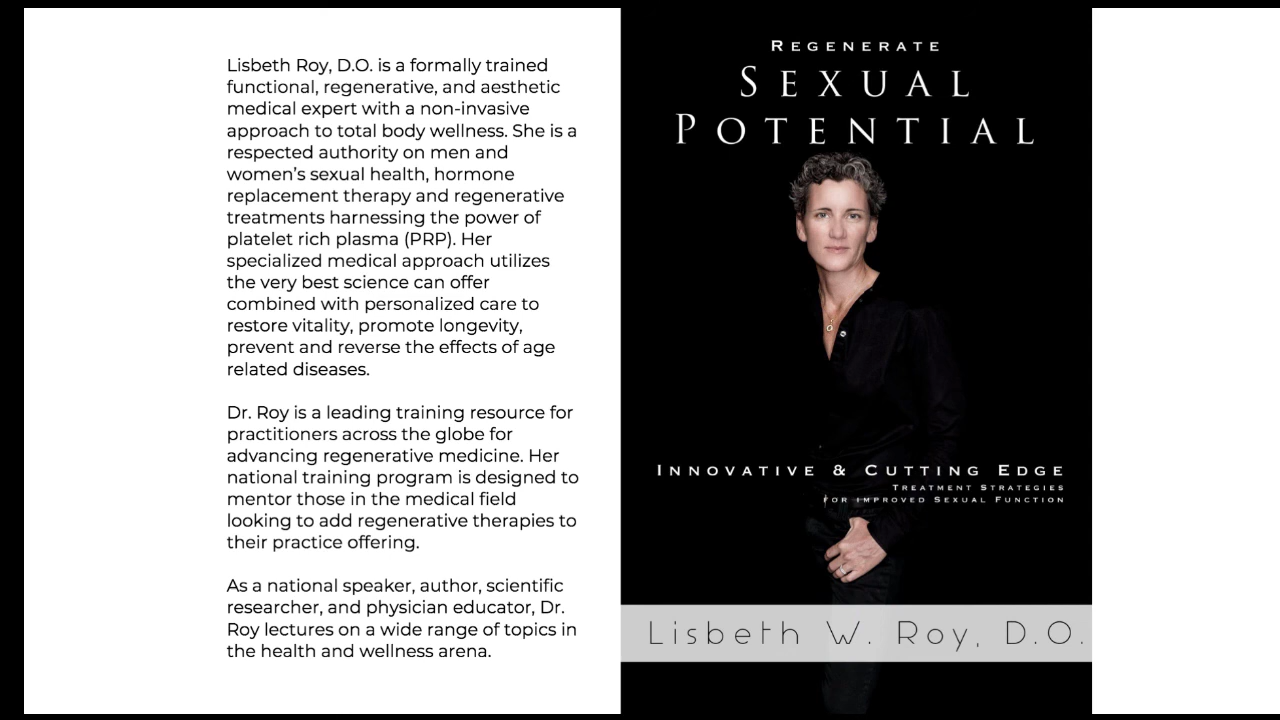 Lisbeth Roy, D.O. is a formally trained
functional, regenerative, and aesthetic
medical expert with a non-invasive
approach to total body wellness. She is a
respected authority on men and
women’s sexual health, hormone
replacement therapy and regenerative
treatments harnessing the power of
platelet rich plasma (PRP). Her
specialized medical approach utilizes
the very best science can offer
combined with personalized care to
restore vitality, promote longevity,
prevent and reverse the effects of age
related diseases.
Dr. Roy is a leading training resource for
practitioners across the globe for
advancing regenerative medicine. Her
national training program is designed to
mentor those in the medical field
looking to add regenerative therapies to
their practice offering.
As a national speaker, author, scientific
researcher, and physician educator, Dr.
Roy lectures on a wide range of topics in
the health and wellness arena.
REGENERATE
SEXUAL
POTENTIAL
INNOVATIVE & CUTTING EDGE
TREATMENT STRATEGIES
FOR IMPROVED SEXUAL FUNCTION
Lisbeth W. Roy, D.O.